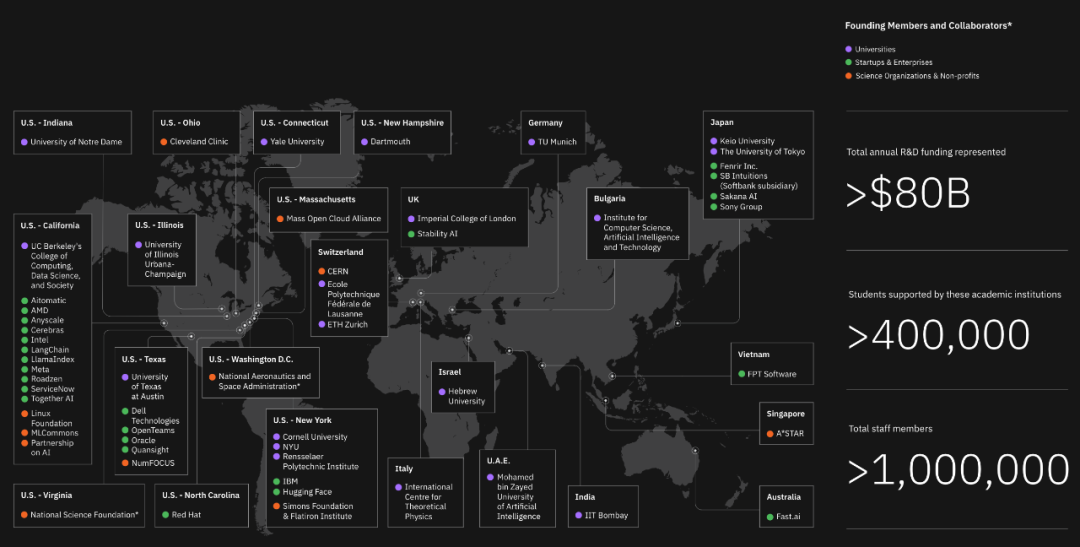 Founding Members and Collaborators*
Universities
Startups & Enterprises
Science Organizations & Non-profits
U.S. - Indiana
University of Notre Dame
U.S. - Ohio
Cleveland Clinic
U.S. - Connecticut
Yale University
U.S. - New Hampshire
Dartmouth
Germany
TU Munich
Japan
Keio University
The University of Tokyo
Fenrir Inc.
SB Intuitions
(Softbank subsidiary)
Sakana AI
Sony Group
U.S. - Massachusetts
Mass Open Cloud Alliance
UK
Imperial College of London
Stability AI
Bulgaria
Institute for
Computer Science,
Artificial Intelligence
and Technology
U.S. - California
UC Berkeley's
College of
Computing,
Data Science,
and Society
Aitomatic
AMD
Anyscale
Cerebras
Intel
LangChain
LlamaIndex
Meta
Roadzen
ServiceNow
Together AI
Linux
Foundation
MLCommons
Partnership
on AI
U.S. - Illinois
University
of Illinois
Urbana-
Champaign
Switzerland
CERN
Ecole
Polytechnique
Fédérale de
Lausanne
ETH Zurich
U.S. - Texas
University
of Texas
at Austin
Dell
Technologies
OpenTeams
Oracle
Quansight
NumFOCUS
U.S. - Washington D.C.
National Aeronautics and
Space Administration*
Israel
Hebrew
University
Vietnam
FPT Software
U.S. - New York
Cornell University
NYU
Rensselaer
Polytechnic Institute
IBM
Hugging Face
Simons Foundation
& Flatiron Institute
Singapore
A*STAR
Italy
International
Centre for
Theoretical
Physics
U.A.E.
Mohamed
bin Zayed
University
of Artificial
Intelligence
U.S. - Virginia
National Science Foundation*
U.S. - North Carolina
Red Hat
India
IIT Bombay
Australia
Fast.ai
Total annual R&D funding represented
>$80B
Students supported by these academic institutions
>400,000
Total staff members
>1,000,000